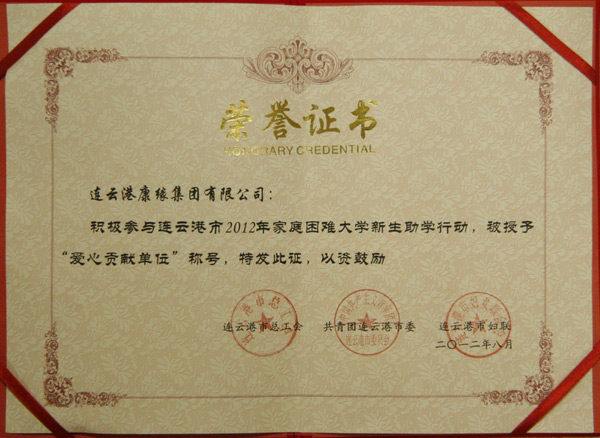 荣誉证书
HONORARY CREDENTIAL
连云港康缘集团有限公司：
积极参与连云港市2012年家庭困难大学新生助学行动，被授予
“爱心贡献单位”称号，特发此证，以资鼓励
连云港市总工会 共青团连云港市委 连云港市妇联
二〇一二年八月